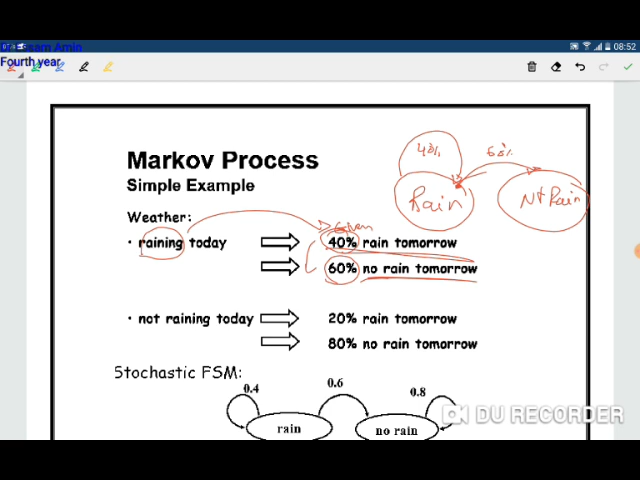 08:52
Amin
Fourth year
Markov Process
Simple Example
40%
60%
Rain
Not Rain
Weather:
• raining today
40% rain tomorrow
60% no rain tomorrow
• not raining today
20% rain tomorrow
80% no rain tomorrow
Stochastic FSM:
0.4
0.6
0.8
rain
no rain
DU RECORDER